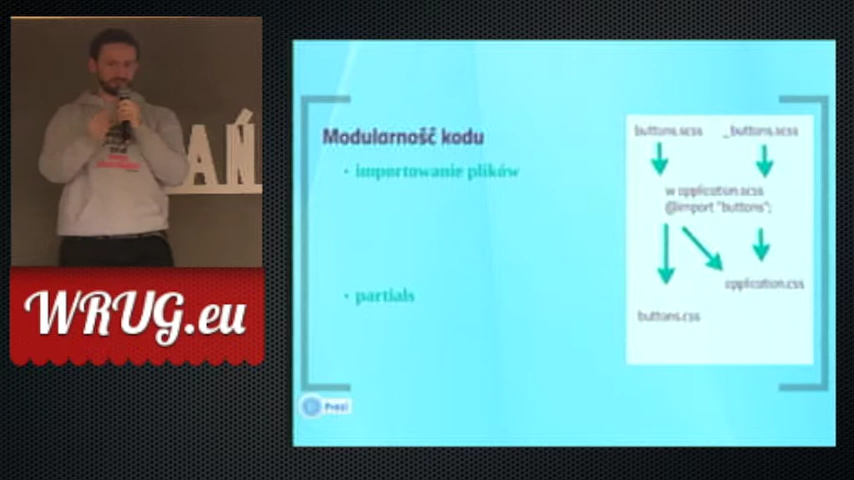 AŃ
WRUG.eu
Modularność kodu
• importowanie plików
• partials
buttons.scss _buttons.scss
w application.scss
@import "buttons";
application.css
buttons.css
Prezi